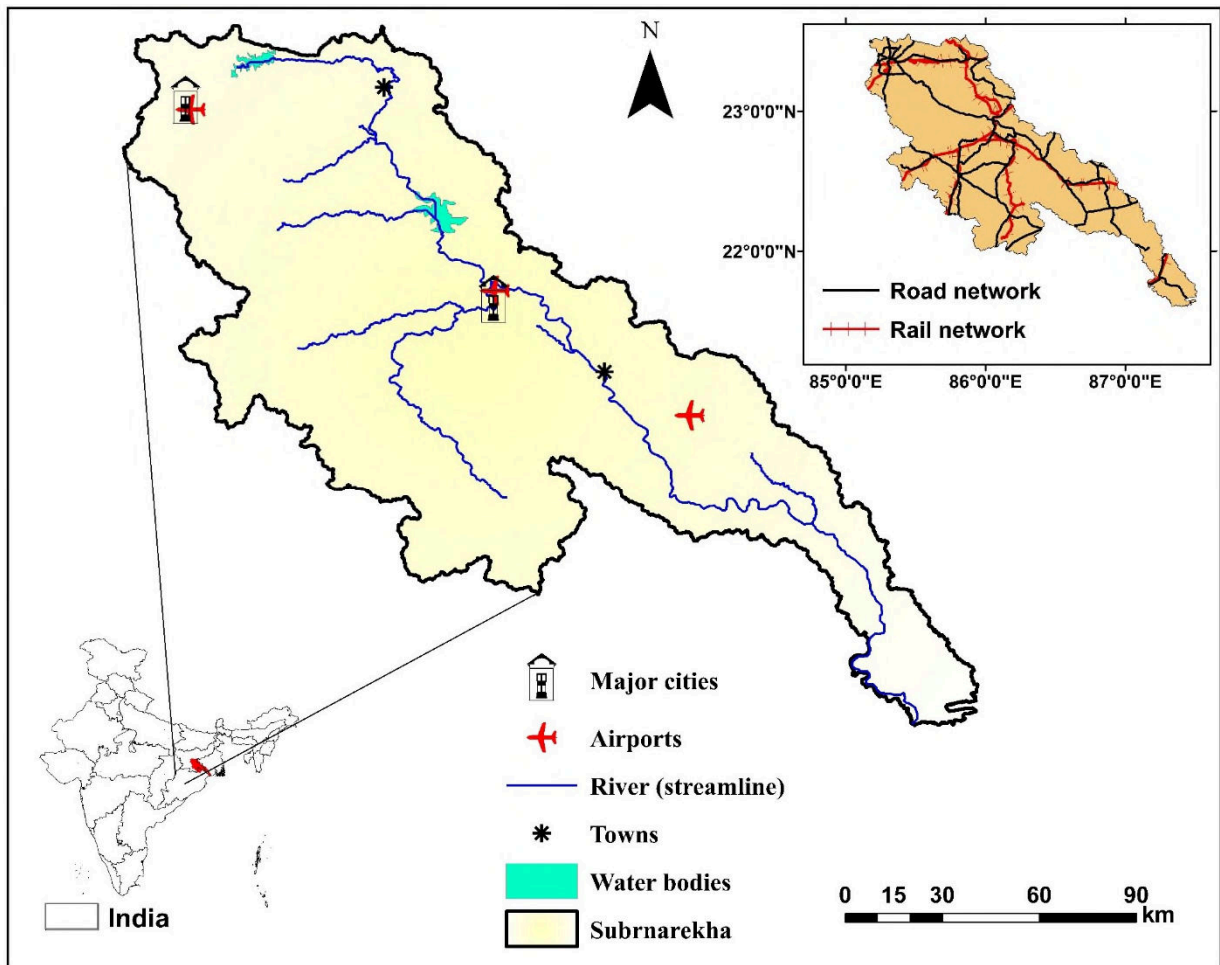 N
23°0'0"N
22°0'0"N
Road network
Rail network
85°0'0"E
86°0'0"E
87°0'0"E
Major cities
Airports
River (streamline)
Towns
Water bodies
Subrnarekha
India
0 15 30 60 90
km